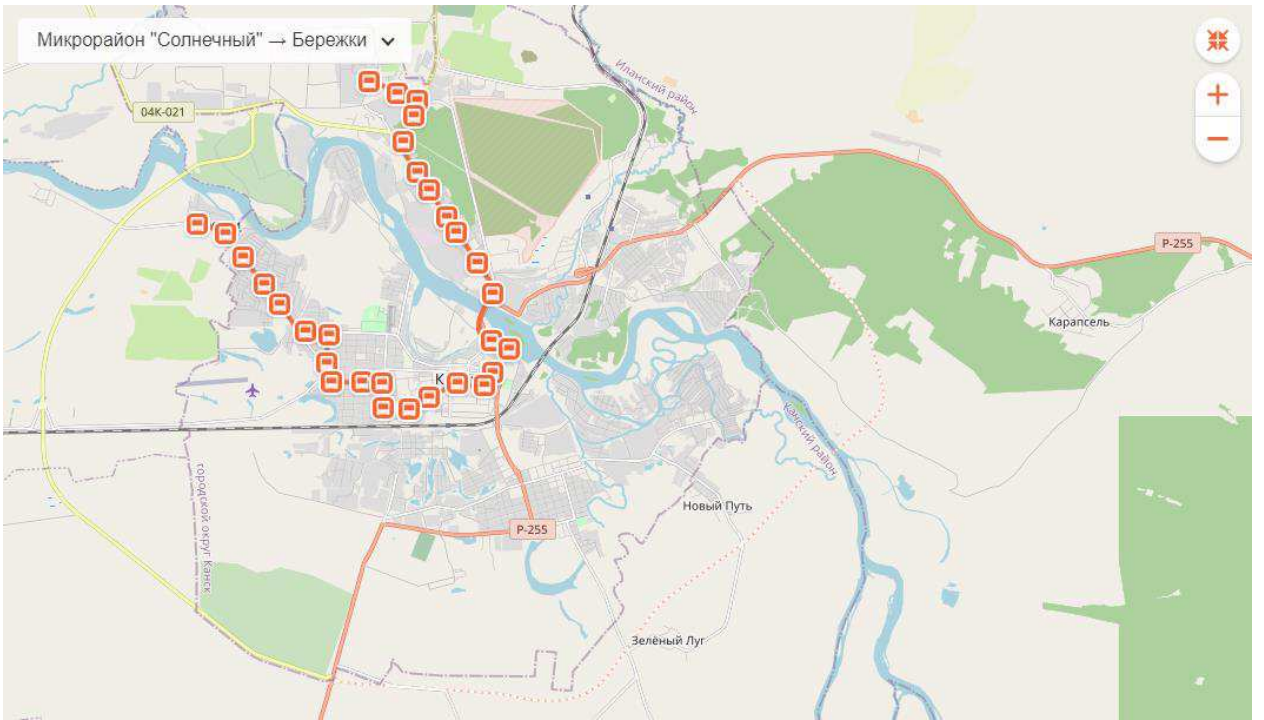 Микрорайон "Солнечный" → Бережки
Иланский район
04К-021
Р-255
Карапсель
К
Канский район
городской округ Канск
Новый Путь
Р-255
Зелёный Луг